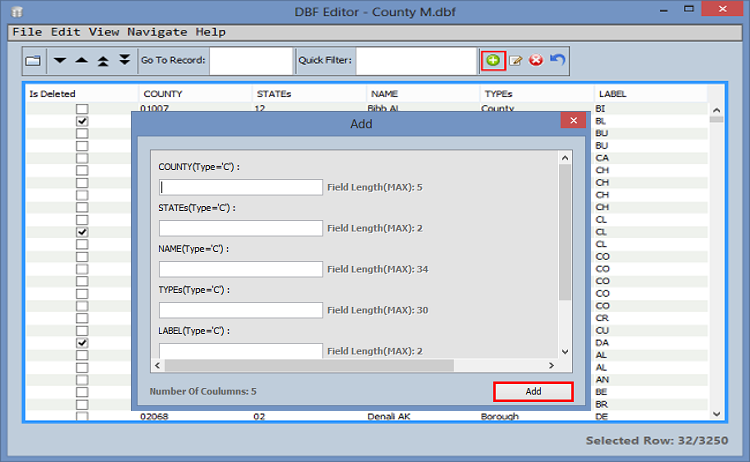 DBF Editor - County M.dbf
File Edit View Navigate Help
Go To Record: Quick Filter:
Is Deleted COUNTY STATEs NAME TYPEs LABEL
01007 12 Bibb AL County BI
BL
BU
BU
CA
CH
CH
CH
CH
CL
CL
CL
CO
CO
CO
CO
CO
CR
CU
DA
AL
AL
AN
BE
BR
02068 02 Denali AK Borough DE
Add
COUNTY(Type='C') :
Field Length(MAX): 5
STATEs(Type='C') :
Field Length(MAX): 2
NAME(Type='C') :
Field Length(MAX): 34
TYPEs(Type='C') :
Field Length(MAX): 30
LABEL(Type='C') :
Field Length(MAX): 2
Number Of Coulumns: 5 Add
Selected Row: 32/3250